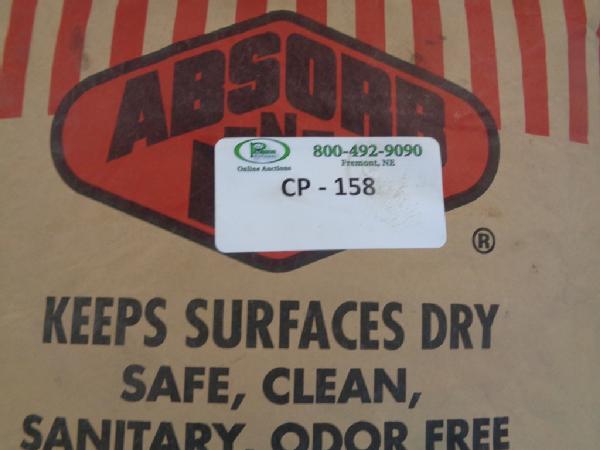 ABSORB
N
800-492-9090
Online Auctions
Fremont, NE
CP - 158
®
KEEPS SURFACES DRY
SAFE, CLEAN,
SANITARY, ODOR FREE